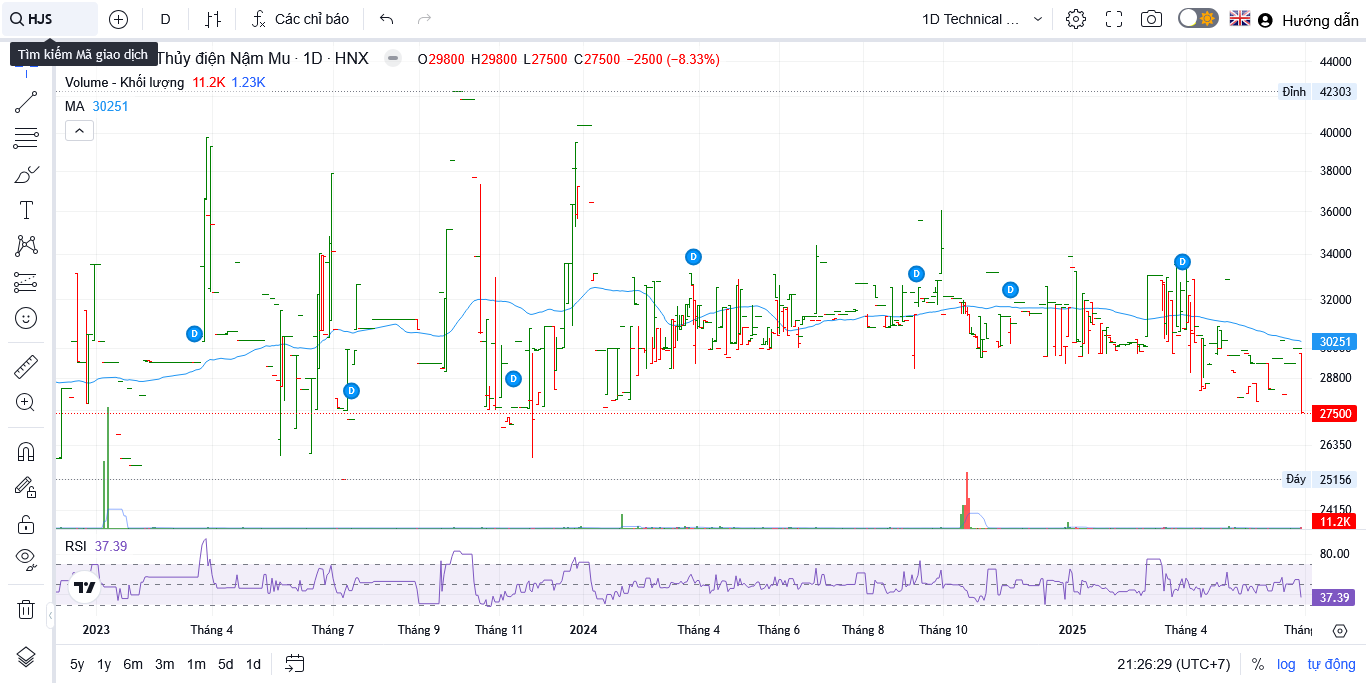 HJS
D
Các chỉ báo
1D Technical ...
Hướng dẫn
Tìm kiếm Mã giao dịch
Thủy điện Nậm Mu · 1D · HNX
O29800 H29800 L27500 C27500 −2500 (−8.33%)
Volume - Khối lượng 11.2K 1.23K
MA 30251
44000
Đỉnh 42303
40000
38000
36000
34000
32000
30251
30000
28800
27500
26350
Đáy 25156
24150
11.2K
D
D
D
D
D
D
D
RSI 37.39
80.00
37.39
2023 Tháng 4 Tháng 7 Tháng 9 Tháng 11 2024 Tháng 4 Tháng 6 Tháng 8 Tháng 10 2025 Tháng 4 Tháng
5y 1y 6m 3m 1m 5d 1d
21:26:29 (UTC+7) % log tự động